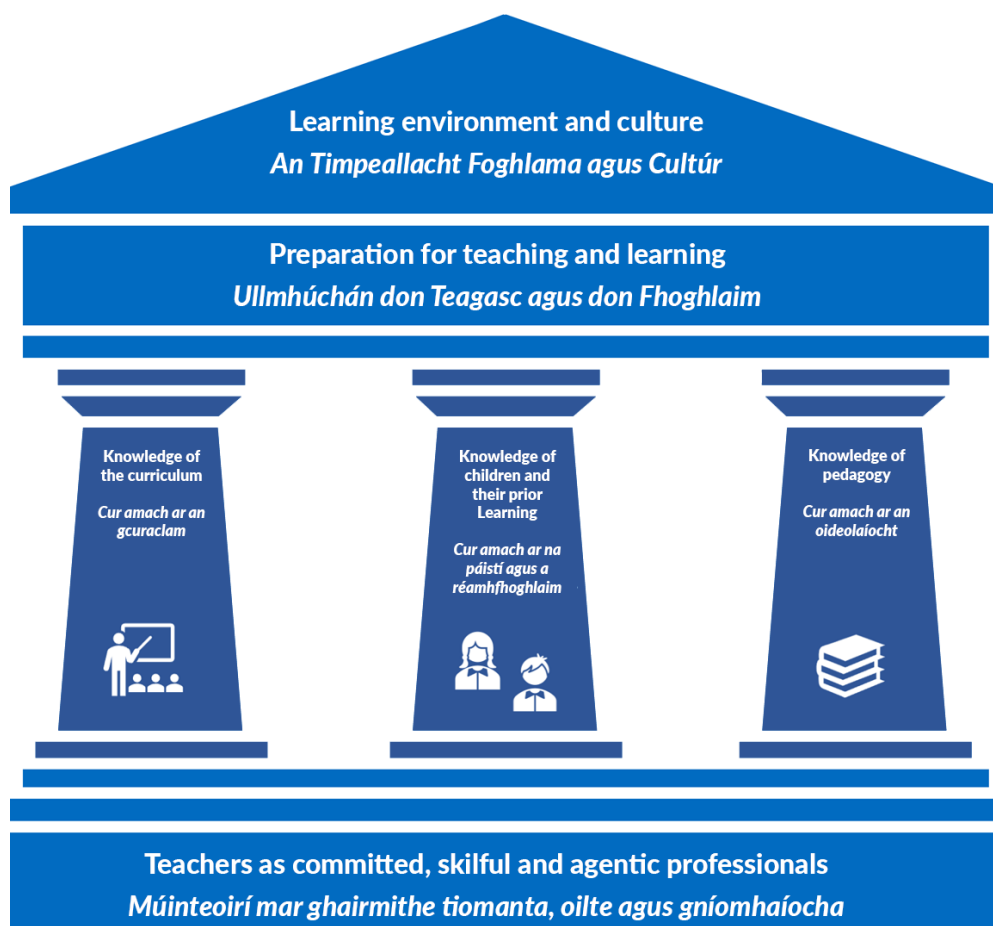 Learning environment and culture
An Timpeallacht Foghlama agus Cultúr
Preparation for teaching and learning
Ullmhúchán don Teagasc agus don Fhoghlaim
Knowledge of
the curriculum
Cur amach ar an
gcuraclam
Knowledge of
children and
their prior
Learning
Cur amach ar na
páistí agus a
réamhfhoghlaim
Knowledge of
pedagogy
Cur amach ar an
oideolaíocht
Teachers as committed, skilful and agentic professionals
Múinteoirí mar ghairmithe tiomanta, oilte agus gníomhaíocha